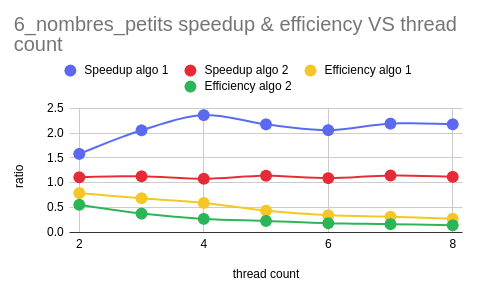 6_nombres_petits speedup & efficiency VS thread
count
Speedup algo 1
Speedup algo 2
Efficiency algo 1
Efficiency algo 2
2.5
2.0
1.5
1.0
0.5
0.0
ratio
2
4
6
8
thread count